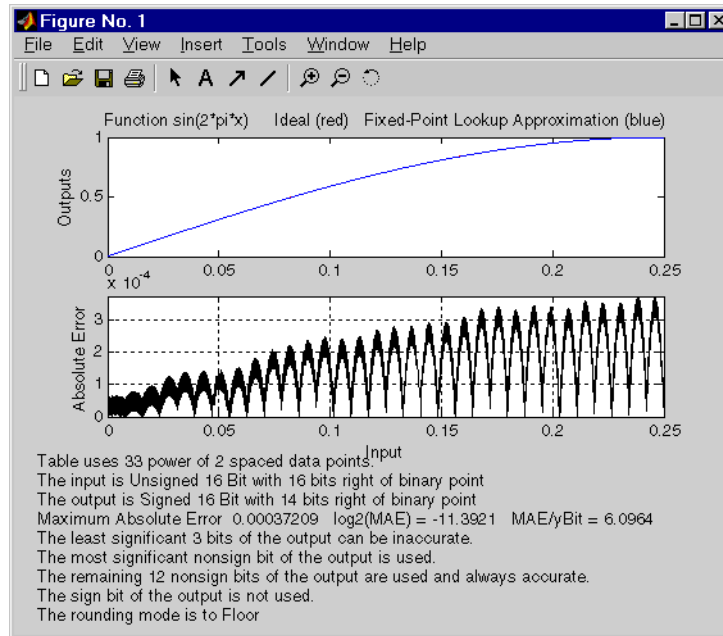 Figure No. 1
File Edit View Insert Tools Window Help
A
Function sin(2*pi*x) Ideal (red) Fixed-Point Lookup Approximation (blue)
1
0.5
0
Outputs
0 0.05 0.1 0.15 0.2 0.25
x 10^-4
3
2
1
0
Absolute Error
0 0.05 0.1 0.15 0.2 0.25
Input
Table uses 33 power of 2 spaced data points.
The input is Unsigned 16 Bit with 16 bits right of binary point
The output is Signed 16 Bit with 14 bits right of binary point
Maximum Absolute Error 0.00037209 log2(MAE) = -11.3921 MAE/yBit = 6.0964
The least significant 3 bits of the output can be inaccurate.
The most significant nonsign bit of the output is used.
The remaining 12 nonsign bits of the output are used and always accurate.
The sign bit of the output is not used.
The rounding mode is to Floor